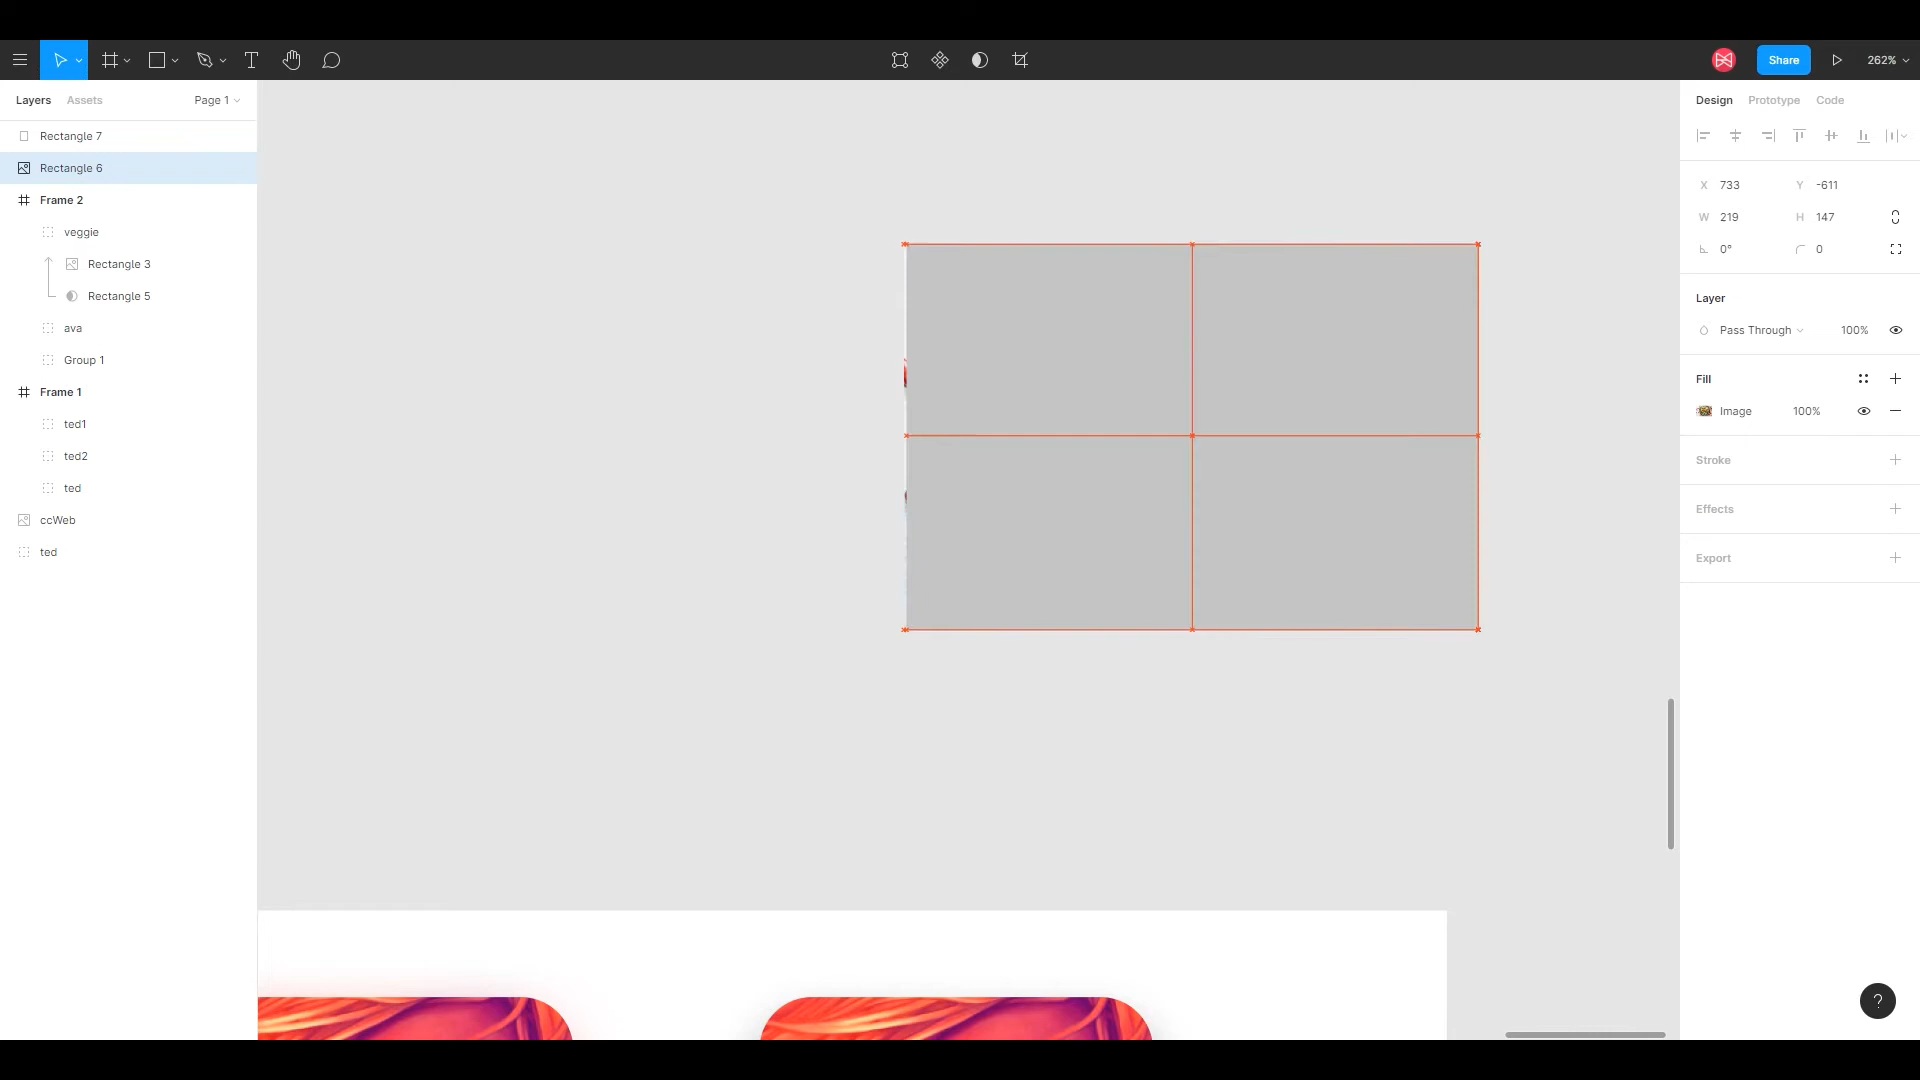 Share
262%
Layers
Assets
Page 1
Design
Prototype
Code
Rectangle 7
Rectangle 6
Frame 2
veggie
Rectangle 3
Rectangle 5
ava
Group 1
Frame 1
ted1
ted2
ted
ccWeb
ted
X 733
Y -611
W 219
H 147
0°
0
Layer
Pass Through
100%
Fill
Image
100%
Stroke
Effects
Export
?